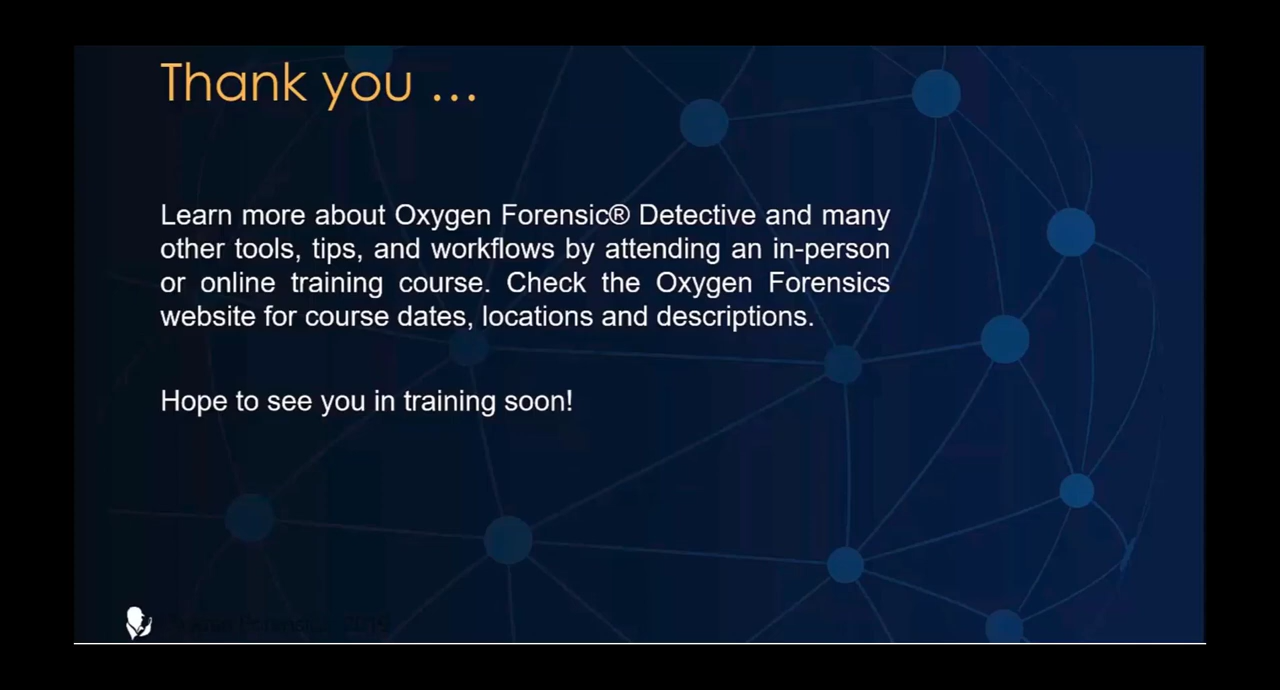 Thank you ...
Learn more about Oxygen Forensic® Detective and many
other tools, tips, and workflows by attending an in-person
or online training course. Check the Oxygen Forensics
website for course dates, locations and descriptions.
Hope to see you in training soon!